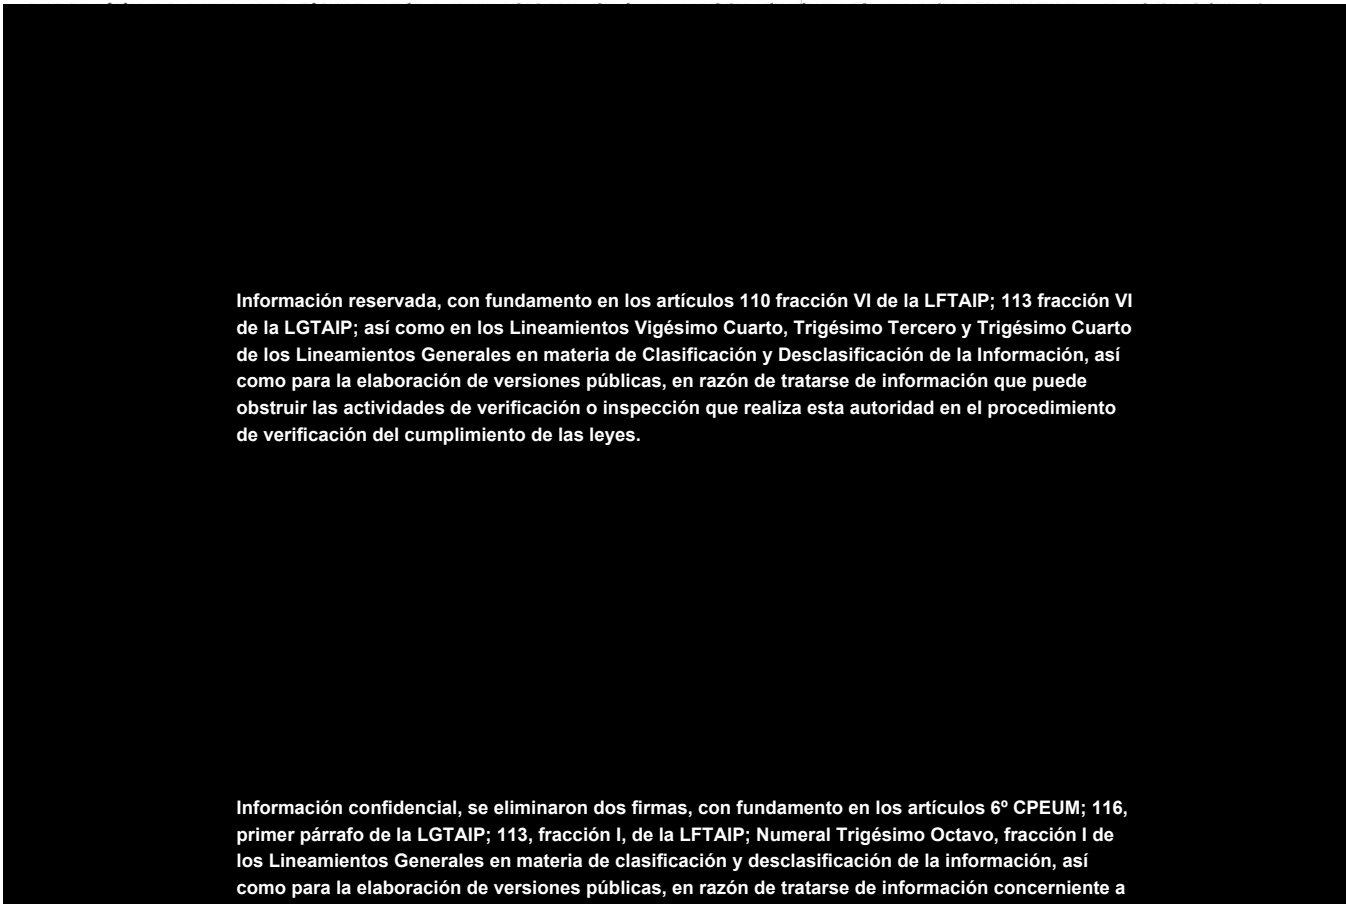 Información reservada, con fundamento en los artículos 110 fracción VI de la LFTAIP; 113 fracción VI
de la LGTAIP; así como en los Lineamientos Vigésimo Cuarto, Trigésimo Tercero y Trigésimo Cuarto
de los Lineamientos Generales en materia de Clasificación y Desclasificación de la Información, así
como para la elaboración de versiones públicas, en razón de tratarse de información que puede
obstruir las actividades de verificación o inspección que realiza esta autoridad en el procedimiento
de verificación del cumplimiento de las leyes.
Información confidencial, se eliminaron dos firmas, con fundamento en los artículos 6º CPEUM; 116,
primer párrafo de la LGTAIP; 113, fracción I, de la LFTAIP; Numeral Trigésimo Octavo, fracción I de
los Lineamientos Generales en materia de clasificación y desclasificación de la información, así
como para la elaboración de versiones públicas, en razón de tratarse de información concerniente a